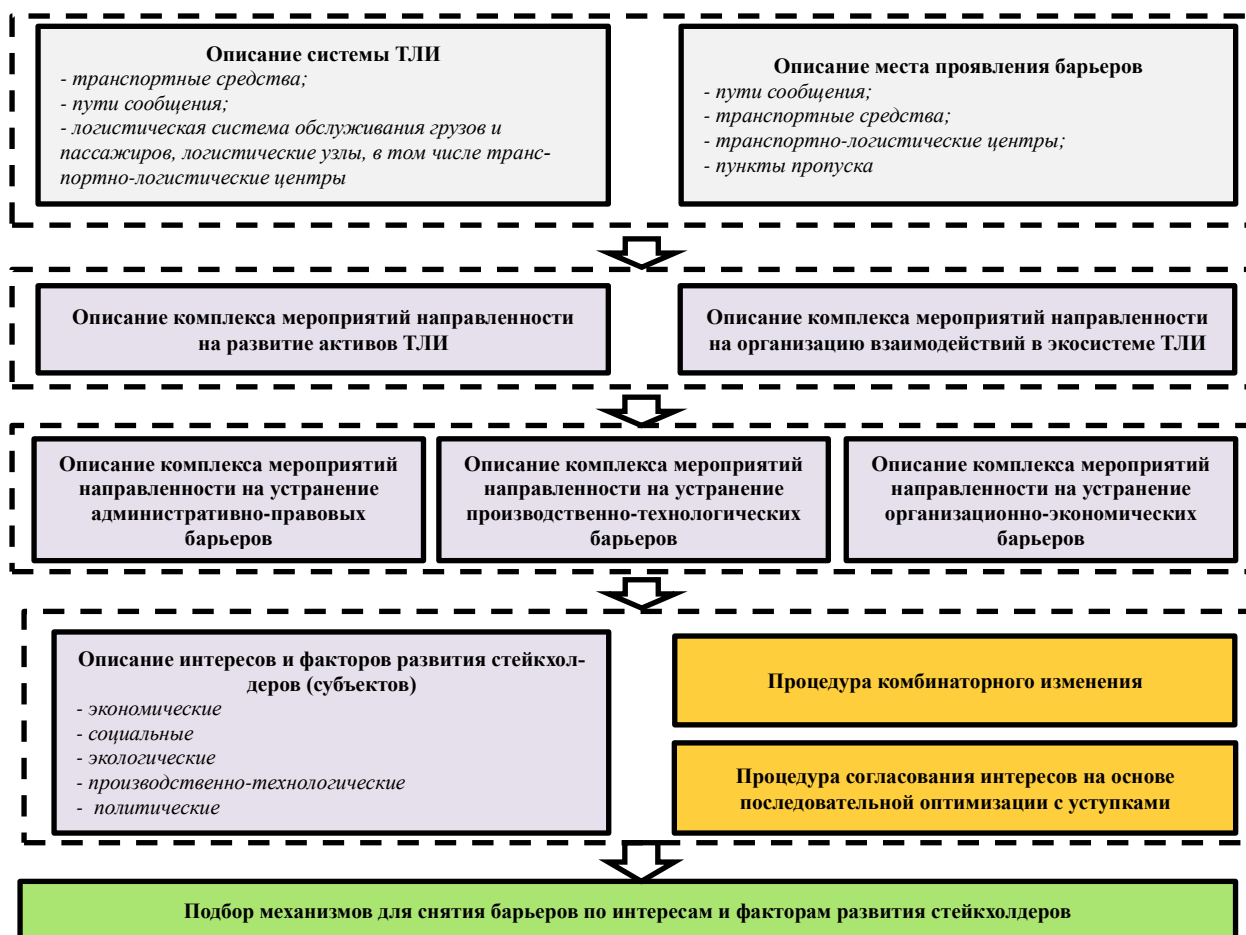 Описание системы ТЛИ
- транспортные средства;
- пути сообщения;
- логистическая система обслуживания грузов и
пассажиров, логистические узлы, в том числе транс-
портно-логистические центры
Описание места проявления барьеров
- пути сообщения;
- транспортные средства;
- транспортно-логистические центры;
- пункты пропуска
Описание комплекса мероприятий направленности
на развитие активов ТЛИ
Описание комплекса мероприятий направленности
на организацию взаимодействий в экосистеме ТЛИ
Описание комплекса мероприятий
направленности на устранение
административно-правовых
барьеров
Описание комплекса мероприятий
направленности на устранение
производственно-технологических
барьеров
Описание комплекса мероприятий
направленности на устранение
организационно-экономических
барьеров
Описание интересов и факторов развития стейкхол-
деров (субъектов)
- экономические
- социальные
- экологические
- производственно-технологические
- политические
Процедура комбинаторного изменения
Процедура согласования интересов на основе
последовательной оптимизации с уступками
Подбор механизмов для снятия барьеров по интересам и факторам развития стейкхолдеров